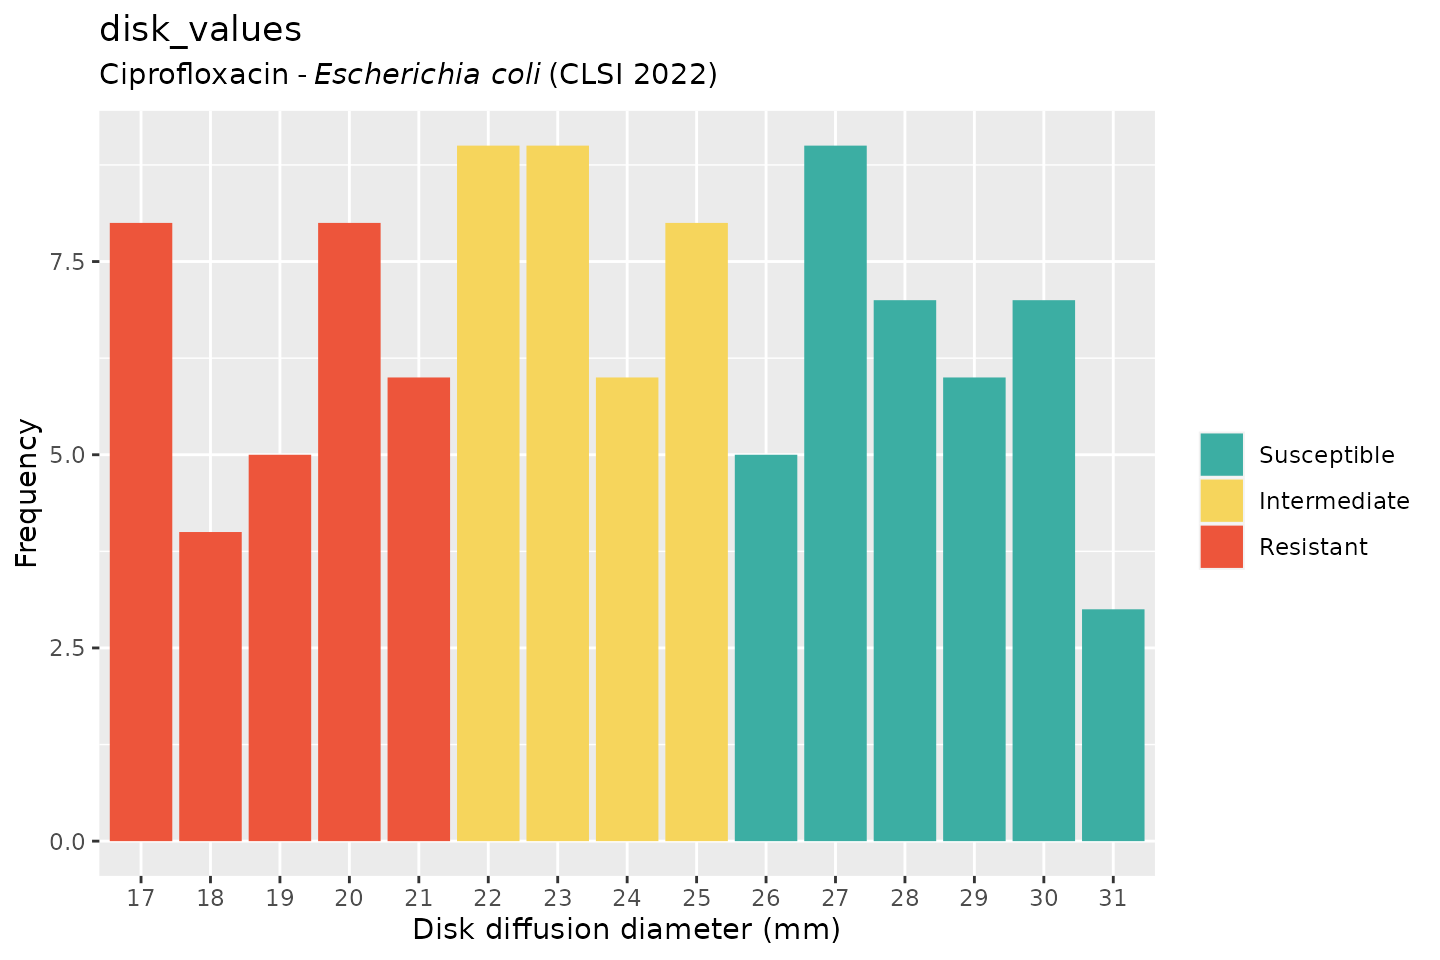 disk_values
Ciprofloxacin - Escherichia coli (CLSI 2022)
Frequency
7.5
5.0
2.5
0.0
17 18 19 20 21 22 23 24 25 26 27 28 29 30 31
Disk diffusion diameter (mm)
Susceptible
Intermediate
Resistant